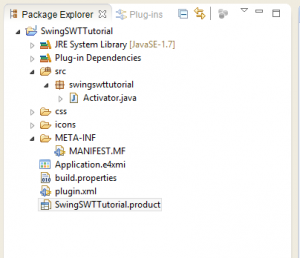 Package Explorer Plug-ins
SwingSWTTutorial
JRE System Library [JavaSE-1.7]
Plug-in Dependencies
src
swingswttutorial
Activator.java
css
icons
META-INF
MANIFEST.MF
Application.e4xmi
build.properties
plugin.xml
SwingSWTTutorial.product